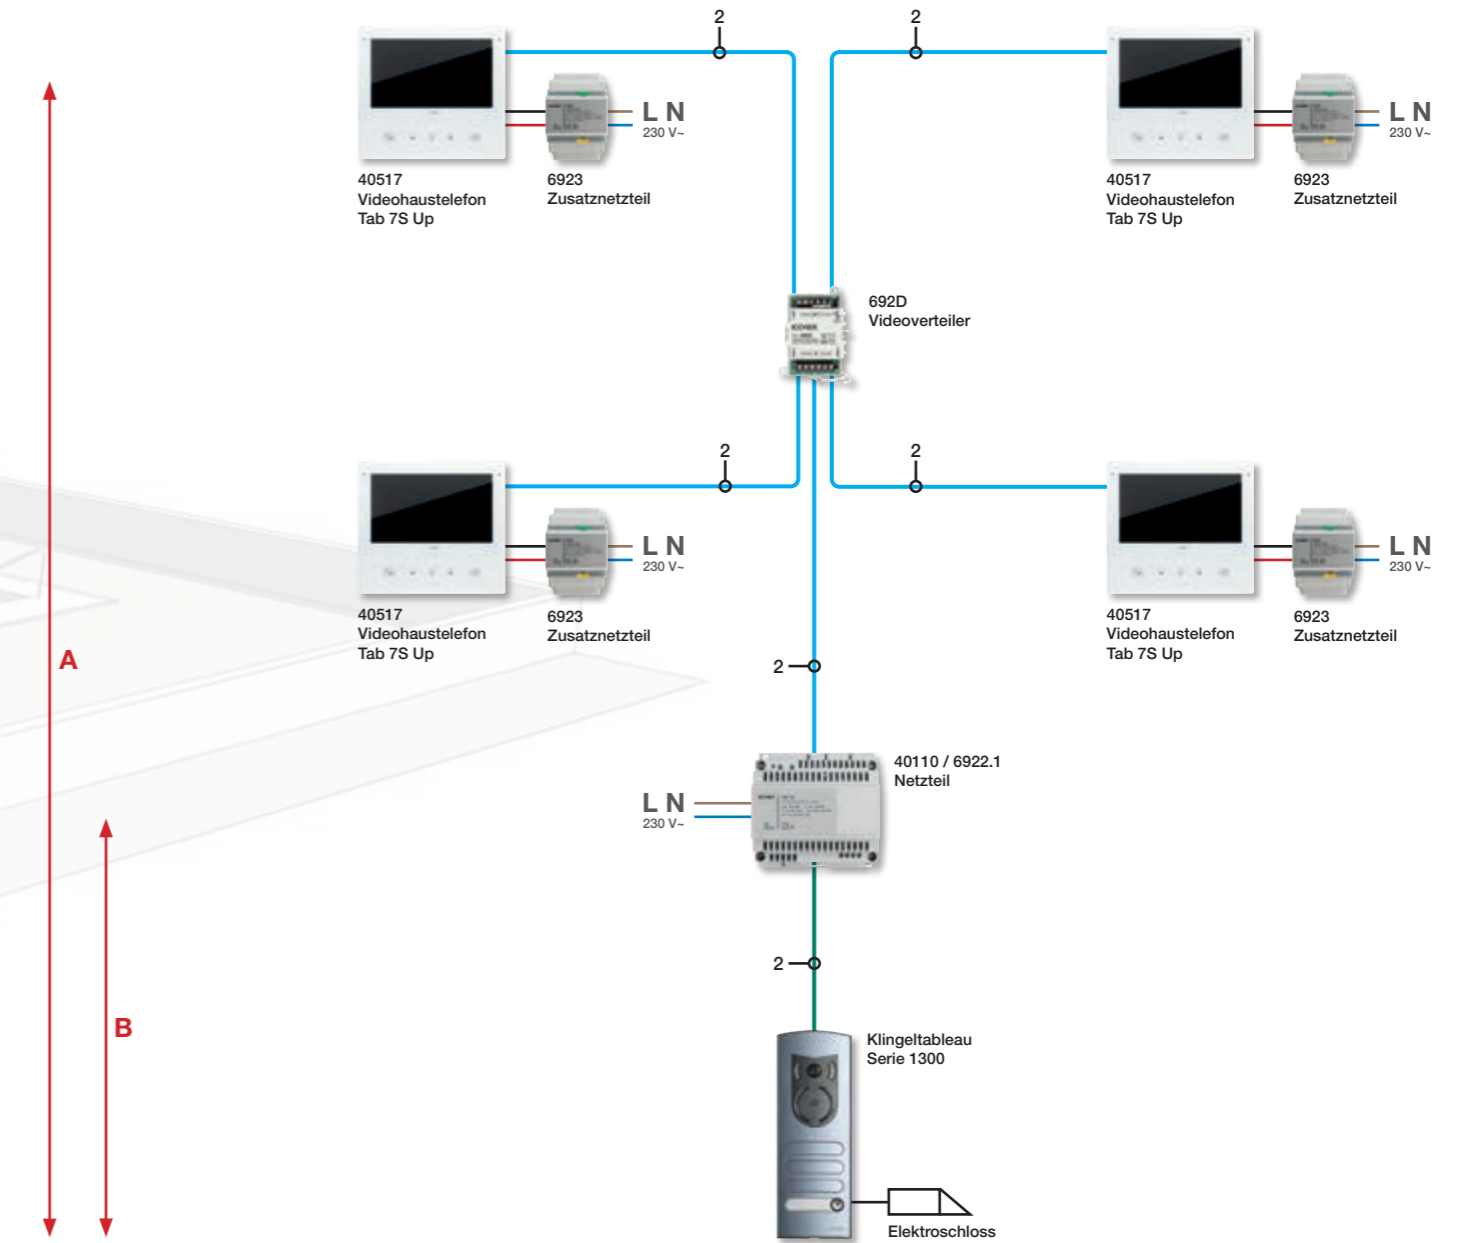 2
2
L N
230 V~
L N
230 V~
40517
Videohaustelefon
Tab 7S Up
6923
Zusatznetzteil
40517
Videohaustelefon
Tab 7S Up
6923
Zusatznetzteil
692D
Videoverteiler
2
2
L N
230 V~
L N
230 V~
40517
Videohaustelefon
Tab 7S Up
6923
Zusatznetzteil
40517
Videohaustelefon
Tab 7S Up
6923
Zusatznetzteil
A
2
40110 / 6922.1
Netzteil
L N
230 V~
2
B
Klingeltableau
Serie 1300
Elektroschloss